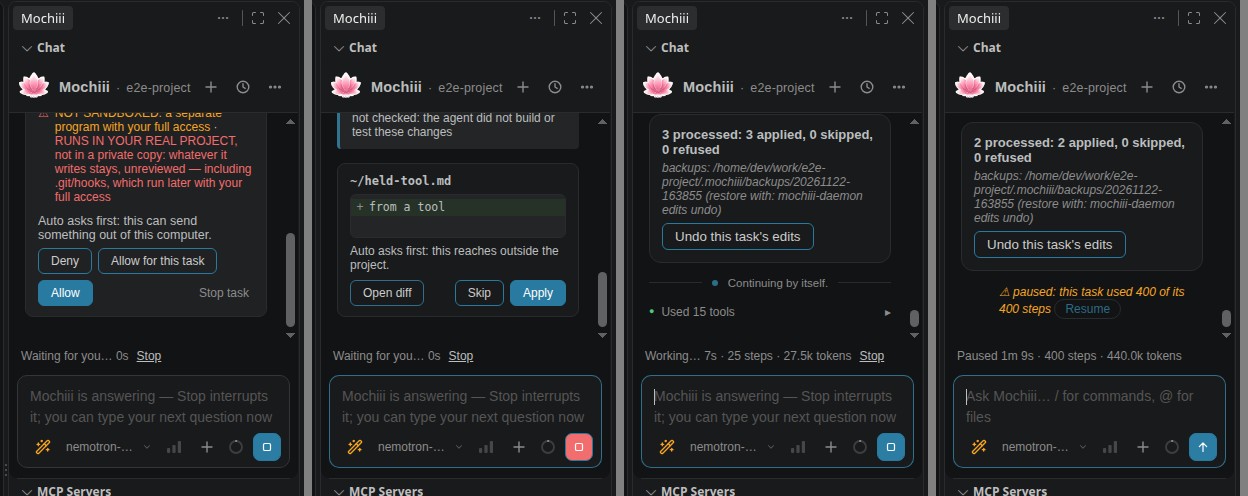 Mochiii
Chat
Mochiii · e2e-project
⚠ NOT SANDBOXED: a separate
program with your full access ·
RUNS IN YOUR REAL PROJECT,
not in a private copy: whatever it
writes stays, unreviewed — including
.git/hooks, which run later with your
full access
Auto asks first: this can send
something out of this computer.
Deny
Allow for this task
Allow
Stop task
Waiting for you… 0s Stop
Mochiii is answering — Stop interrupts
it; you can type your next question now
nemotron-…
MCP Servers
Mochiii
Chat
Mochiii · e2e-project
not checked: the agent did not build or
test these changes
~/held-tool.md
+ from a tool
Auto asks first: this reaches outside the
project.
Open diff
Skip
Apply
Waiting for you… 0s Stop
Mochiii is answering — Stop interrupts
it; you can type your next question now
nemotron-…
MCP Servers
Mochiii
Chat
Mochiii · e2e-project
3 processed: 3 applied, 0 skipped,
0 refused
backups: /home/dev/work/e2e-
project/.mochiii/backups/20261122-
163855 (restore with: mochiii-daemon
edits undo)
Undo this task's edits
Continuing by itself.
Used 15 tools
Working… 7s · 25 steps · 27.5k tokens Stop
Mochiii is answering — Stop interrupts
it; you can type your next question now
nemotron-…
MCP Servers
Mochiii
Chat
Mochiii · e2e-project
2 processed: 2 applied, 0 skipped,
0 refused
backups: /home/dev/work/e2e-
project/.mochiii/backups/20261122-
163855 (restore with: mochiii-daemon
edits undo)
Undo this task's edits
⚠ paused: this task used 400 of its
400 steps Resume
Paused 1m 9s · 400 steps · 440.0k tokens
Ask Mochiii… / for commands, @ for
files
nemotron-…
MCP Servers